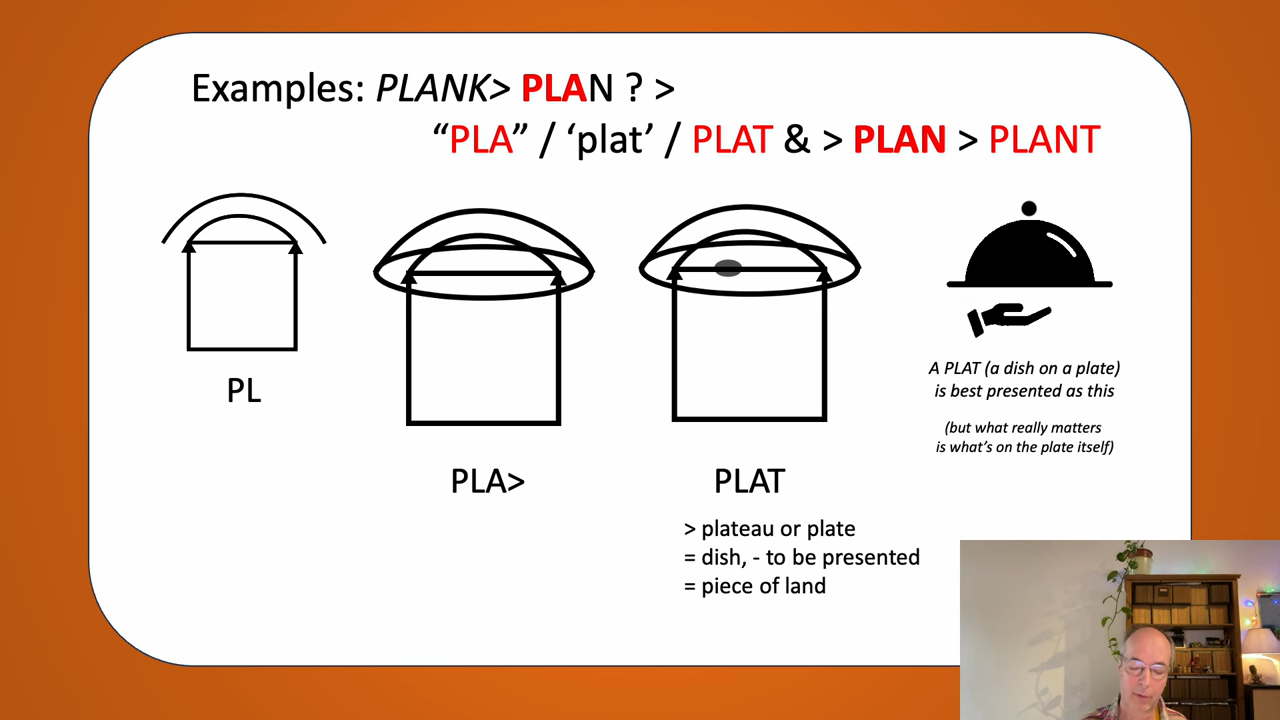 Examples: PLANK> PLAN ? >
“PLA” / ‘plat’ / PLAT & > PLAN > PLANT
PL
PLA>
PLAT
> plateau or plate
= dish, - to be presented
= piece of land
A PLAT (a dish on a plate)
is best presented as this
(but what really matters
is what’s on the plate itself)